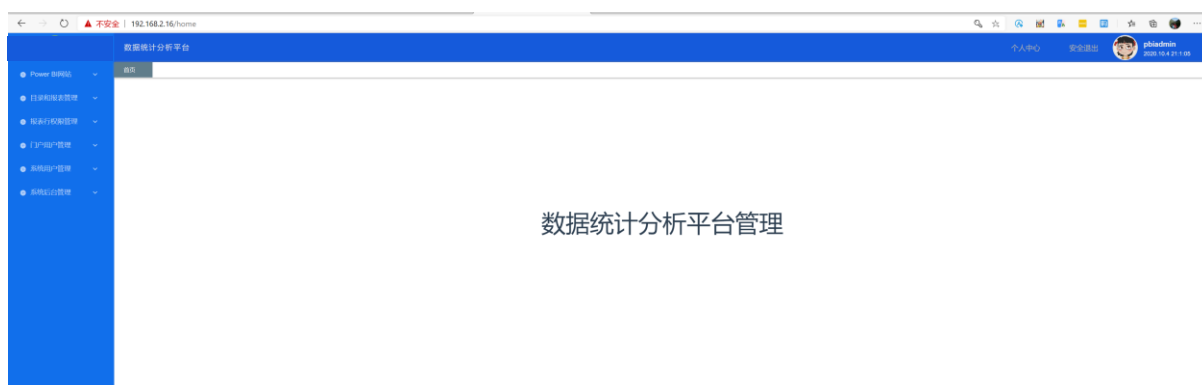 不安全 | 192.168.2.16/home
数据统计分析平台
个人中心
安全退出
pbiadmin
2020.10.4 21:1:05
首页
Power BI网站
目录和报表管理
报表行权限管理
门户用户管理
系统用户管理
系统后台管理
数据统计分析平台管理